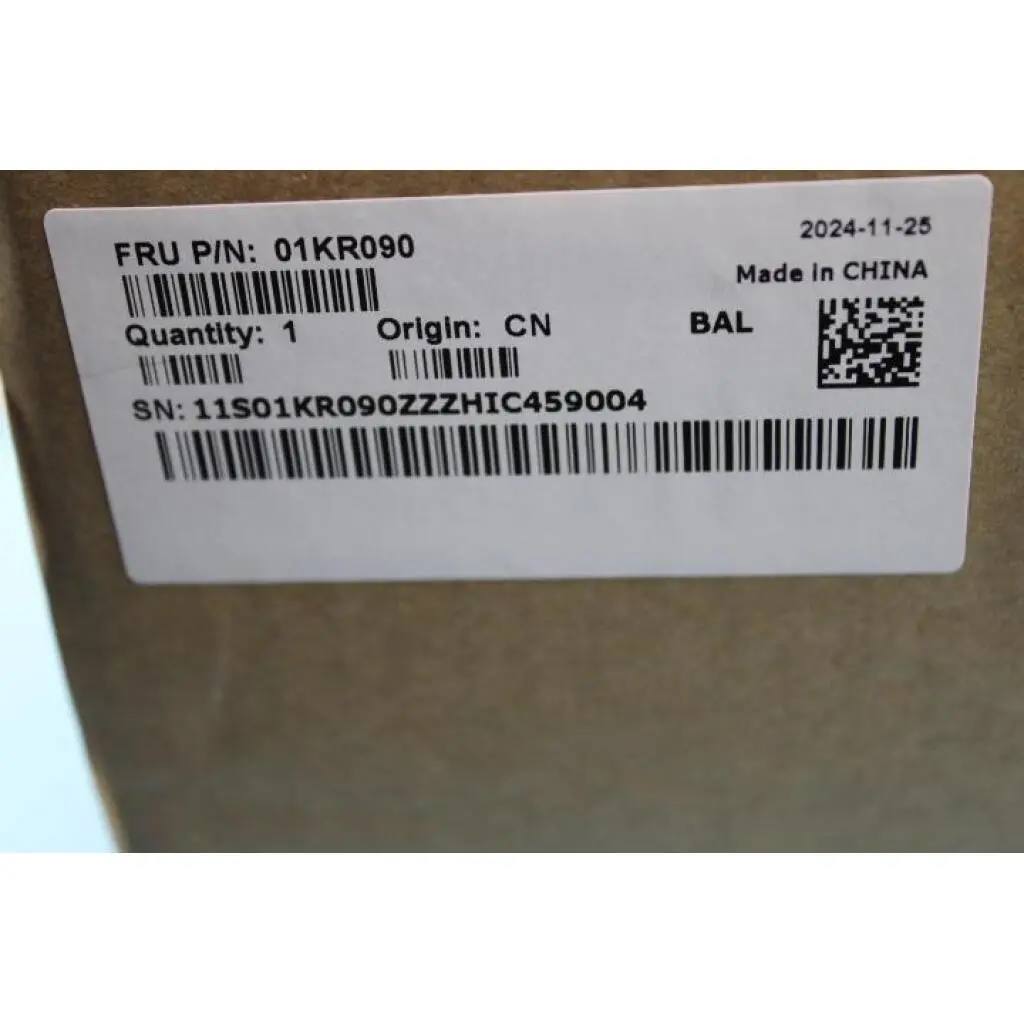 2024-11-25
FRU P/N: 01KR090
Made in CHINA
Quantity: 1 Origin: CN BAL
SN: 11S01KR090ZZZHIC459004